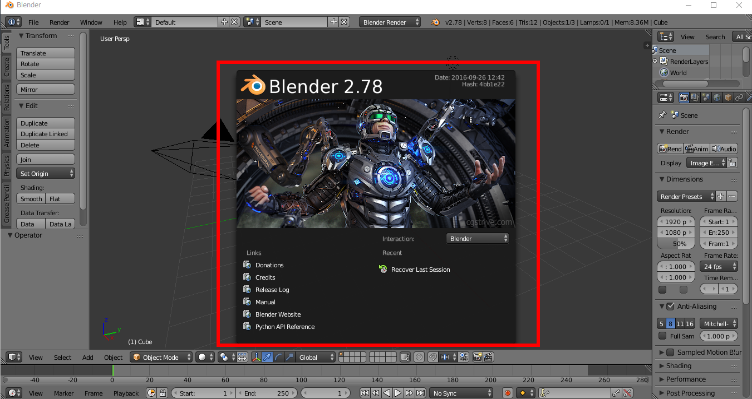 Blender
File Render Window Help Default Scene Blender Render v2.78 | Verts:8 | Faces:6 | Tris:12 | Objects:1/3 | Lamps:0/1 | Mem:8.36M | Cube
Tools
Create
Relations
Animation
Physics
Grease Pencil
Transform
Translate
Rotate
Scale
Mirror
Edit
Duplicate
Duplicate Linked
Delete
Join
Set Origin
Shading:
Smooth Flat
Data Transfer:
Data Data La
Operator
User Persp
Blender 2.78
Date: 2016-09-26 12:42
Hash: 4bb1e22
Interaction: Blender
Links
Donations
Credits
Release Log
Manual
Blender Website
Python API Reference
Recent
Recover Last Session
(1) Cube
View Select Add Object Object Mode Global
-40 -20 0 20 40 60 80 100 120 140 160 180 200 220 240 260 280
View Marker Frame Playback Start: 1 End: 250 1 No Sync
View Search All Sc
Scene
RenderLayers
World
Scene
Render
Rend Anim Audio
Display Image E...
Dimensions
Render Presets
Resolution: Frame Ra..
1920 p Start: 1
1080 p En:250
50% Fram:1
Aspect Rat Frame Rate:
: 1.000 24 fps
: 1.000 Time Rem...
: 1
Anti-Aliasing
5 8 11 16 Mitchell-
Full Sam 1.000 p
Sampled Motion Blur
Shading
Performance
Post Processing